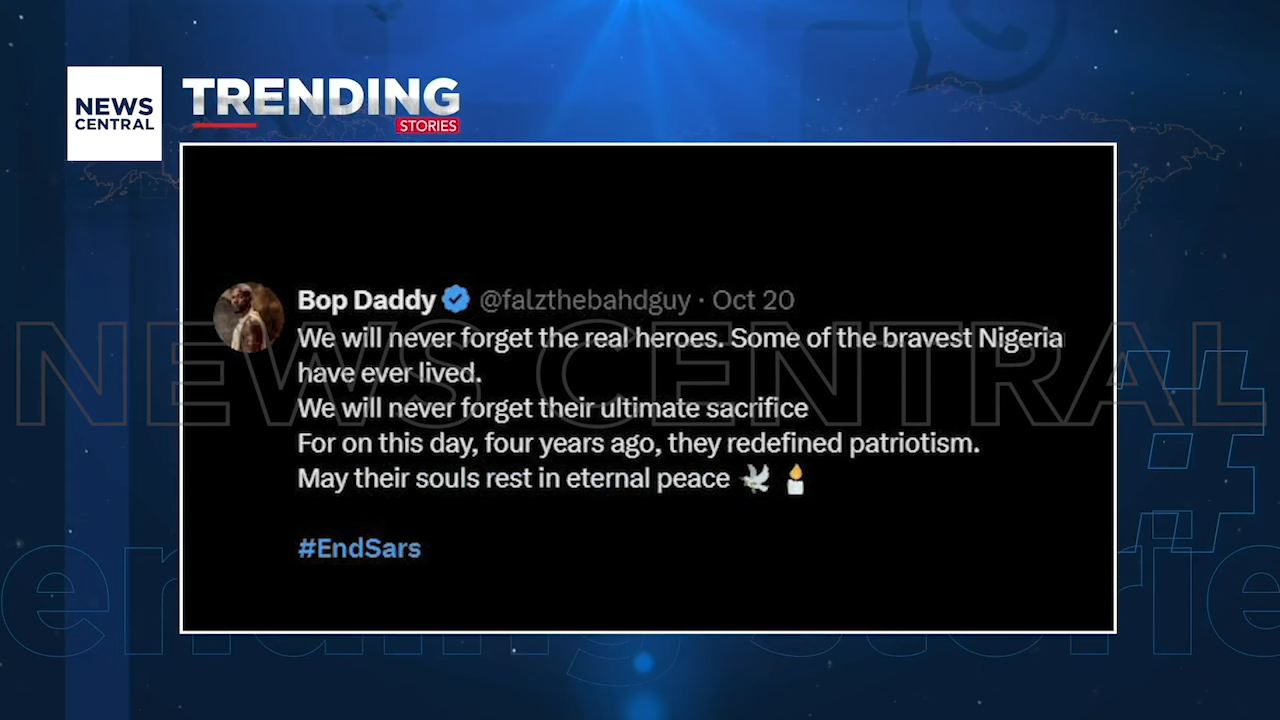 NEWS
CENTRAL
TRENDING
STORIES
Bop Daddy @falzthebahdguy · Oct 20
We will never forget the real heroes. Some of the bravest Nigeria
have ever lived.
We will never forget their ultimate sacrifice
For on this day, four years ago, they redefined patriotism.
May their souls rest in eternal peace 🕊️ 🕯️
#EndSars
NEWS CENTRAL